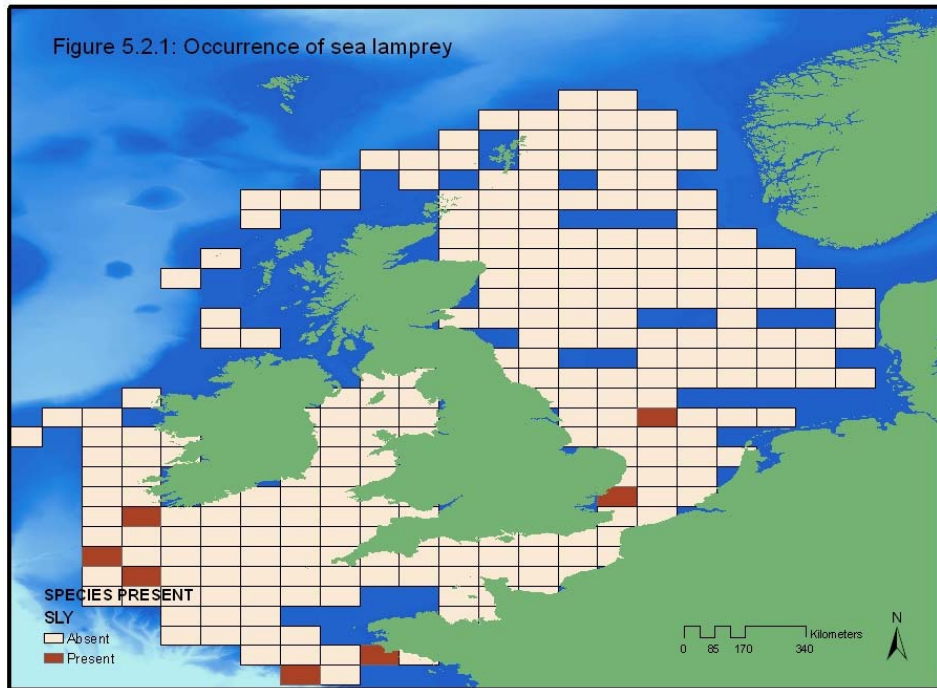 Figure 5.2.1: Occurrence of sea lamprey
SPECIES PRESENT
SLY
Absent
Present
N
Kilometers
0 85 170 340